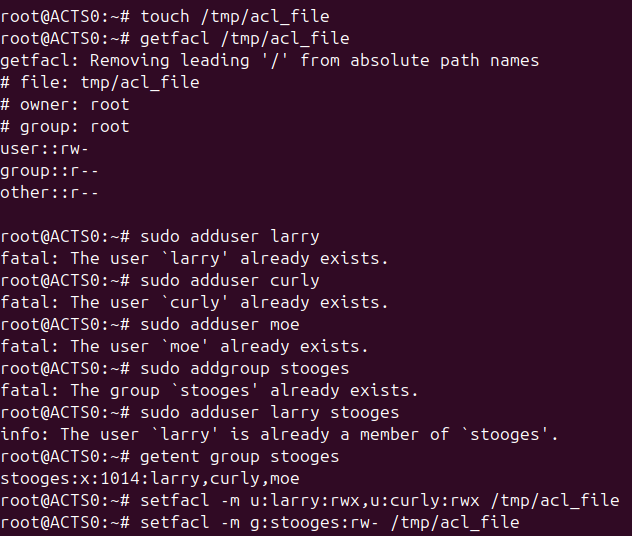 root@ACTS0:~# touch /tmp/acl_file
root@ACTS0:~# getfacl /tmp/acl_file
getfacl: Removing leading '/' from absolute path names
# file: tmp/acl_file
# owner: root
# group: root
user::rw-
group::r--
other::r--
root@ACTS0:~# sudo adduser larry
fatal: The user `larry' already exists.
root@ACTS0:~# sudo adduser curly
fatal: The user `curly' already exists.
root@ACTS0:~# sudo adduser moe
fatal: The user `moe' already exists.
root@ACTS0:~# sudo addgroup stooges
fatal: The group `stooges' already exists.
root@ACTS0:~# sudo adduser larry stooges
info: The user `larry' is already a member of `stooges'.
root@ACTS0:~# getent group stooges
stooges:x:1014:larry,curly,moe
root@ACTS0:~# setfacl -m u:larry:rwx,u:curly:rwx /tmp/acl_file
root@ACTS0:~# setfacl -m g:stooges:rw- /tmp/acl_file